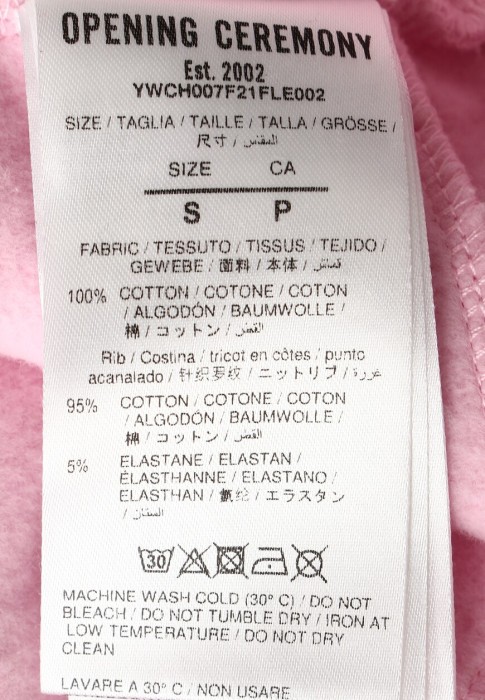 OPENING CEREMONY
Est. 2002
YWCH007F21FLE002
SIZE / TAGLIA / TAILLE / TALLA / GRÖSSE /
尺寸 / المقاس
SIZE CA
S P
FABRIC / TESSUTO / TISSUS / TEJIDO /
GEWEBE / 面料 / 本体 / قماش
100% COTTON / COTONE / COTON
/ ALGODÓN / BAUMWOLLE /
棉 / コットン / القطن
Rib / Costina / tricot en côtes / punto
acanalado / 针织罗纹 / ニットリブ /
95% COTTON / COTONE / COTON
/ ALGODÓN / BAUMWOLLE /
棉 / コットン / القطن
5% ELASTANE / ELASTAN /
ÉLASTHANNE / ELASTANO /
ELASTHAN / 氨纶 / エラスタン
/
30
MACHINE WASH COLD (30° C) / DO NOT
BLEACH / DO NOT TUMBLE DRY / IRON AT
LOW TEMPERATURE / DO NOT DRY
CLEAN
LAVARE A 30° C / NON USARE